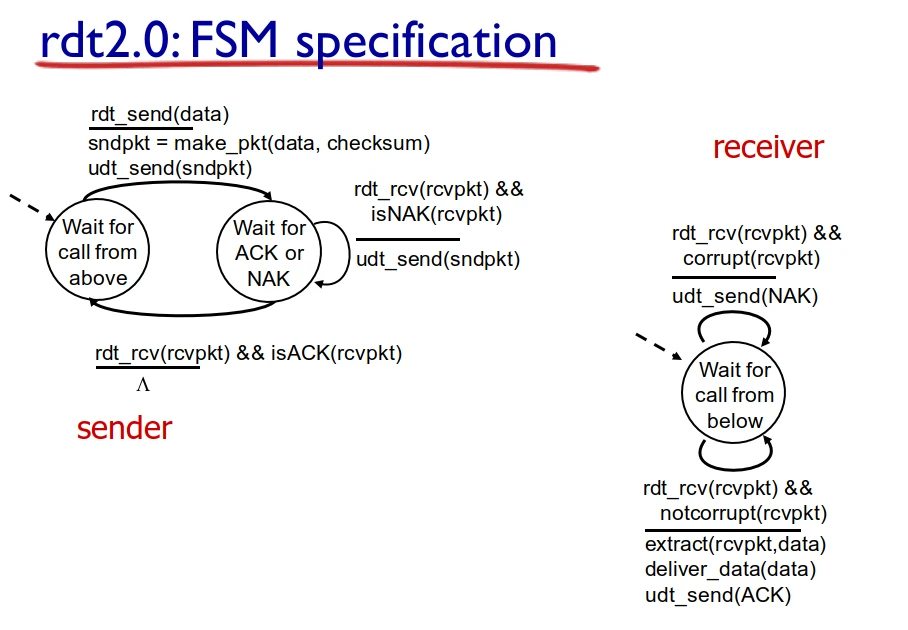 rdt2.0: FSM specification
rdt_send(data)
sndpkt = make_pkt(data, checksum)
udt_send(sndpkt)
Wait for
call from
above
Wait for
ACK or
NAK
rdt_rcv(rcvpkt) &&
isNAK(rcvpkt)
udt_send(sndpkt)
rdt_rcv(rcvpkt) && isACK(rcvpkt)
Λ
sender
receiver
rdt_rcv(rcvpkt) &&
corrupt(rcvpkt)
udt_send(NAK)
Wait for
call from
below
rdt_rcv(rcvpkt) &&
notcorrupt(rcvpkt)
extract(rcvpkt,data)
deliver_data(data)
udt_send(ACK)